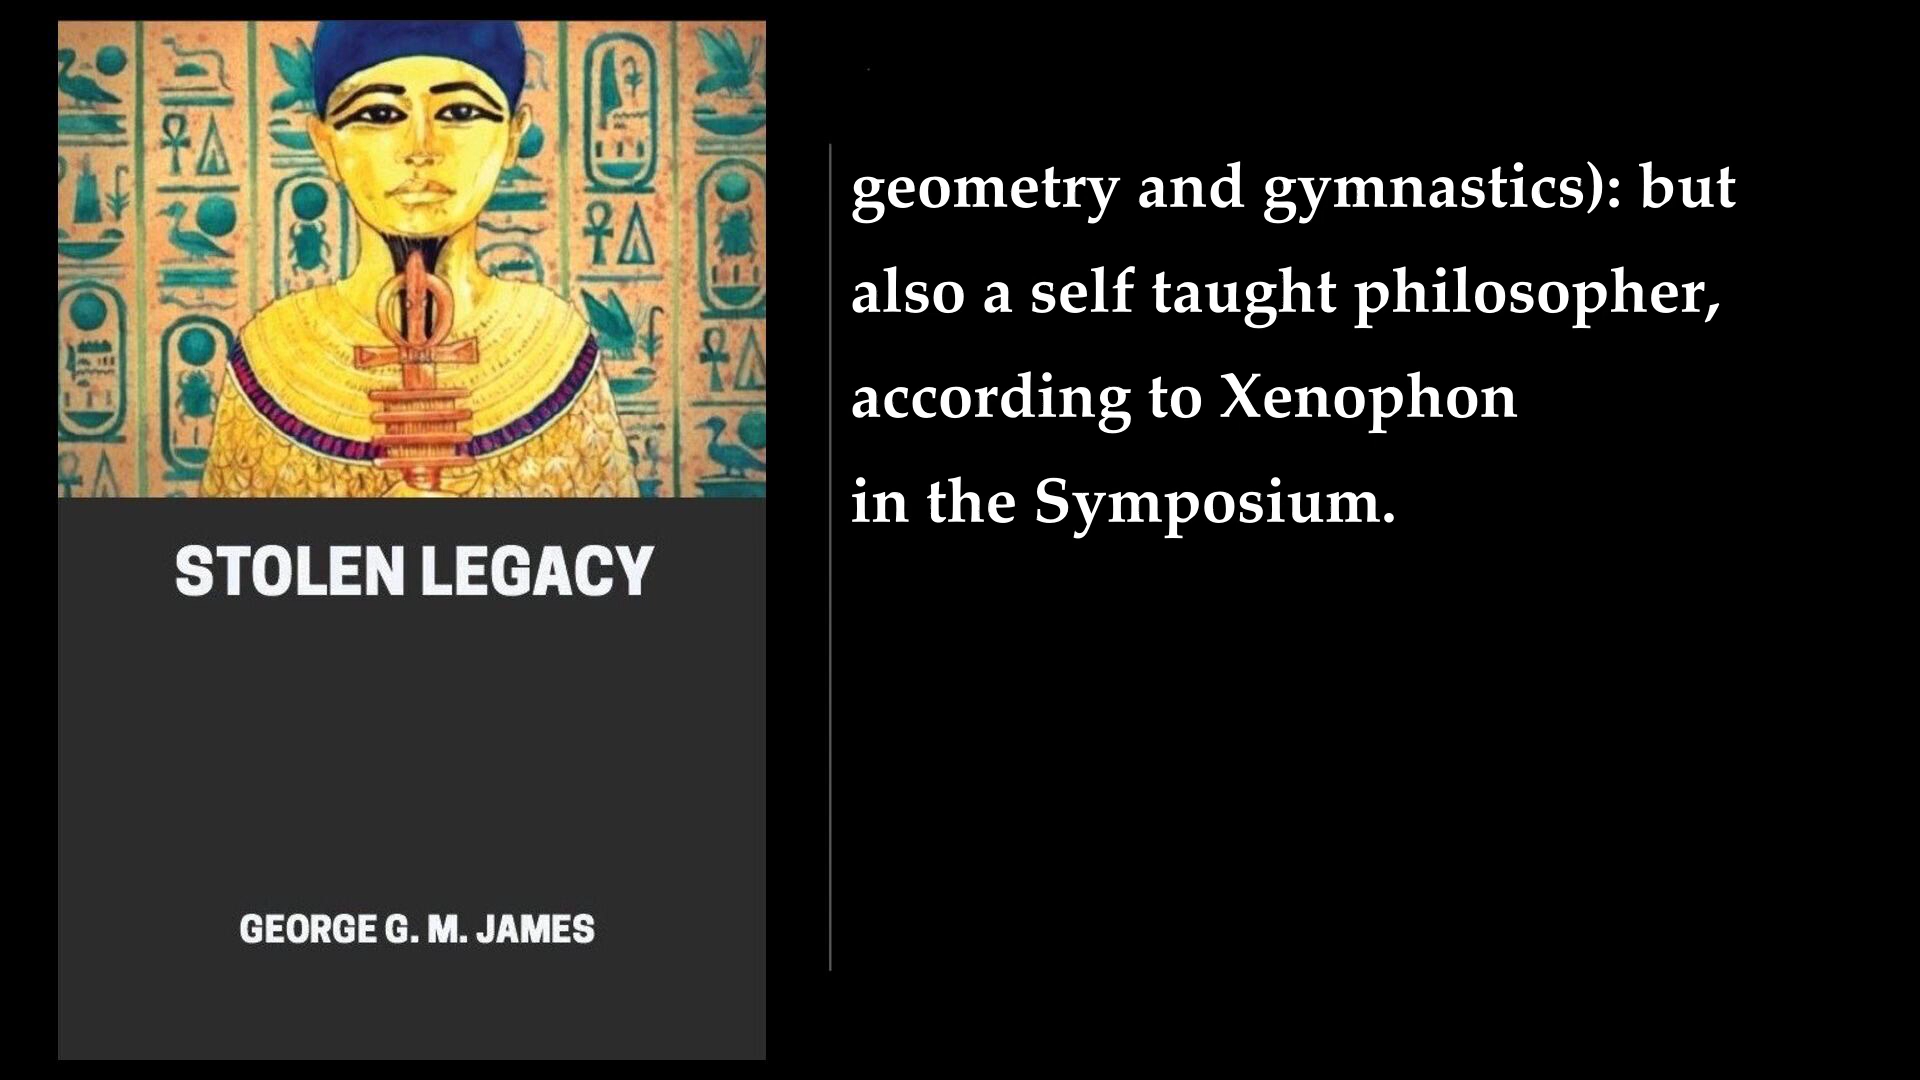 STOLEN LEGACY
GEORGE G. M. JAMES
geometry and gymnastics): but
also a self taught philosopher,
according to Xenophon
in the Symposium.